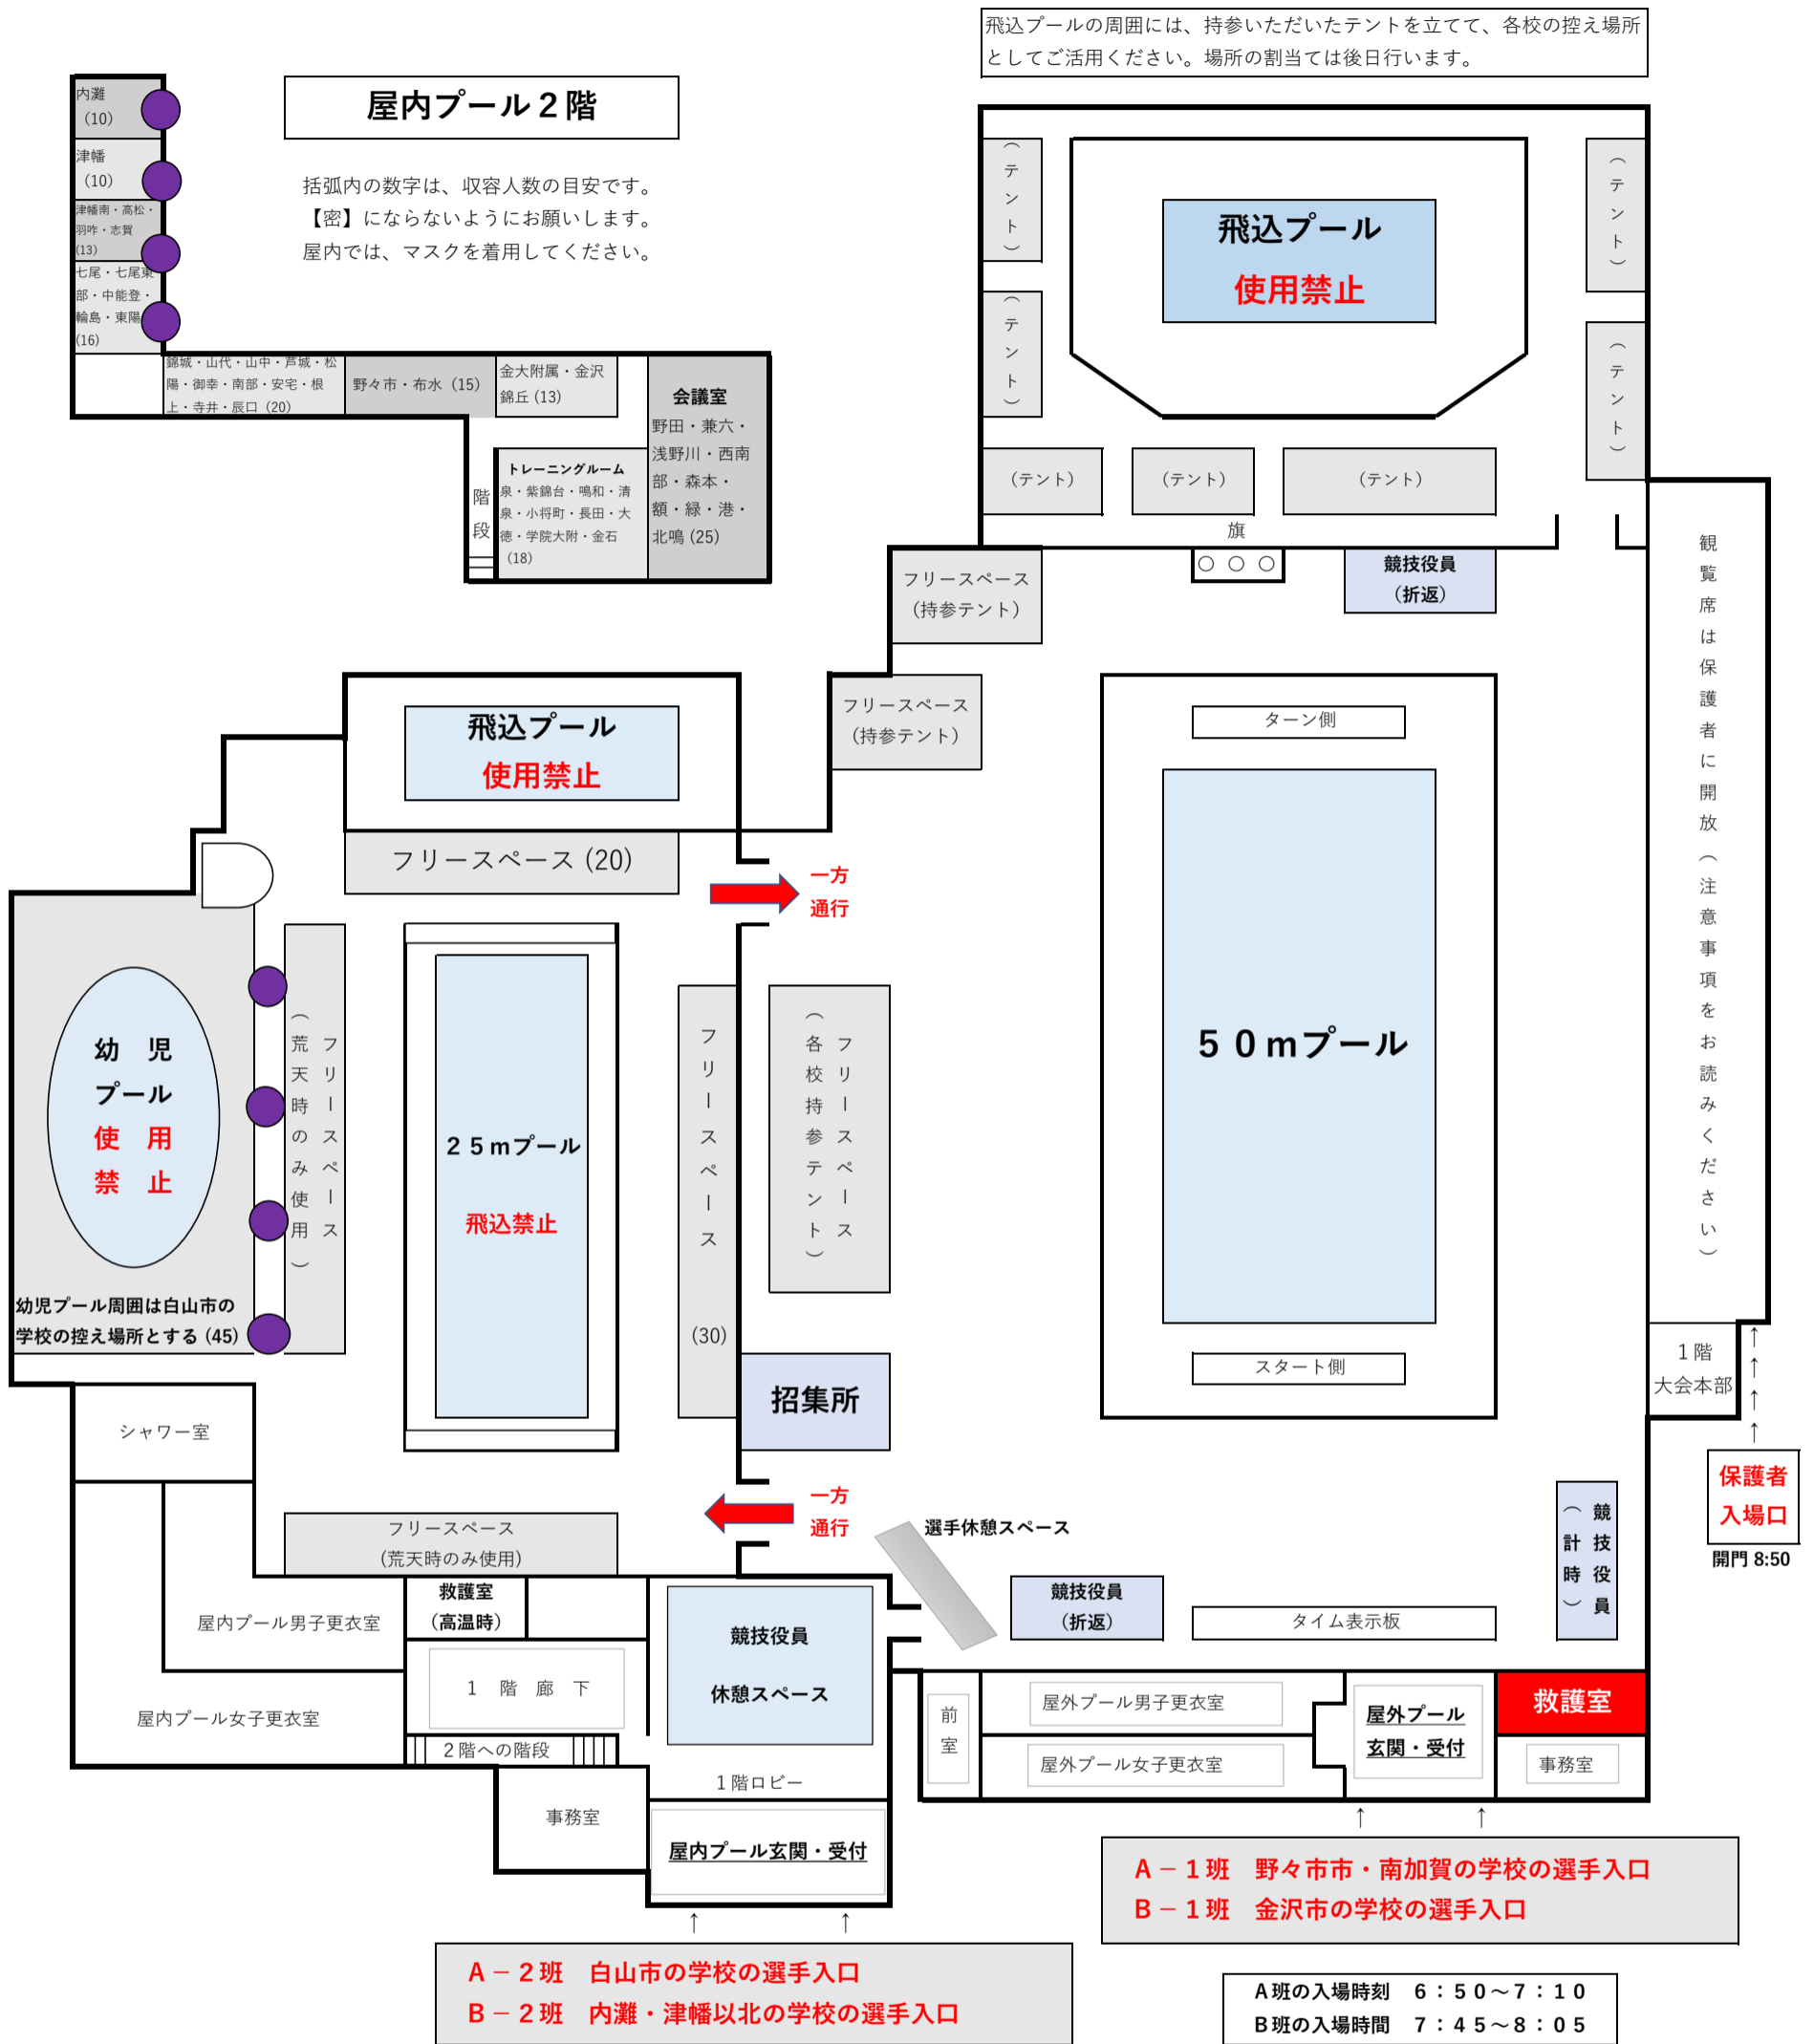 飛込プールの周囲には、持参いただいたテントを立てて、各校の控え場所
としてご活用ください。場所の割当ては後日行います。
屋内プール２階
括弧内の数字は、収容人数の目安です。
【密】にならないようにお願いします。
屋内では、マスクを着用してください。
内灘
(10)
津幡
(10)
津幡南・高松・
羽咋・志賀
(13)
七尾・七尾東
部・中能登・
輪島・東陽
(16)
錦城・山代・山中・芦城・松
陽・御幸・南部・安宅・根
上・寺井・辰口 (20)
野々市・布水 (15)
金大附属・金沢
錦丘 (13)
会議室
野田・兼六・
浅野川・西南
部・森本・
額・緑・港・
北鳴 (25)
階段
トレーニングルーム
泉・紫錦台・鳴和・清
泉・小将町・長田・大
徳・学院大附・金石
(18)
飛込プール
使用禁止
（テント）
（テント）
（テント）
（テント）
（テント）
（テント）
（テント）
旗
○ ○ ○
競技役員
（折返）
フリースペース
（持参テント）
フリースペース
（持参テント）
観覧席は保護者に開放（注意事項をお読みください）
ターン側
５０mプール
スタート側
飛込プール
使用禁止
フリースペース (20)
一方
通行
幼　児
プール
使　用
禁　止
幼児プール周囲は白山市の
学校の控え場所とする (45)
フリースペース
（荒天時のみ使用）
２５mプール
飛込禁止
フリースペース
(30)
フリースペース
（各校持参テント）
招集所
一方
通行
選手休憩スペース
１階
大会本部
↑
↑
↑
↑
保護者
入場口
開門 8:50
競技役員
（計時）
競技役員
（折返）
タイム表示板
シャワー室
フリースペース
(荒天時のみ使用)
屋内プール男子更衣室
屋内プール女子更衣室
救護室
（高温時）
１　階　廊　下
２階への階段
競技役員
休憩スペース
１階ロビー
事務室
屋内プール玄関・受付
↑ ↑
前室
屋外プール男子更衣室
屋外プール女子更衣室
屋外プール
玄関・受付
救護室
事務室
↑ ↑
A－１班　野々市市・南加賀の学校の選手入口
B－１班　金沢市の学校の選手入口
A－２班　白山市の学校の選手入口
B－２班　内灘・津幡以北の学校の選手入口
A班の入場時刻　６：５０～７：１０
B班の入場時間　７：４５～８：０５